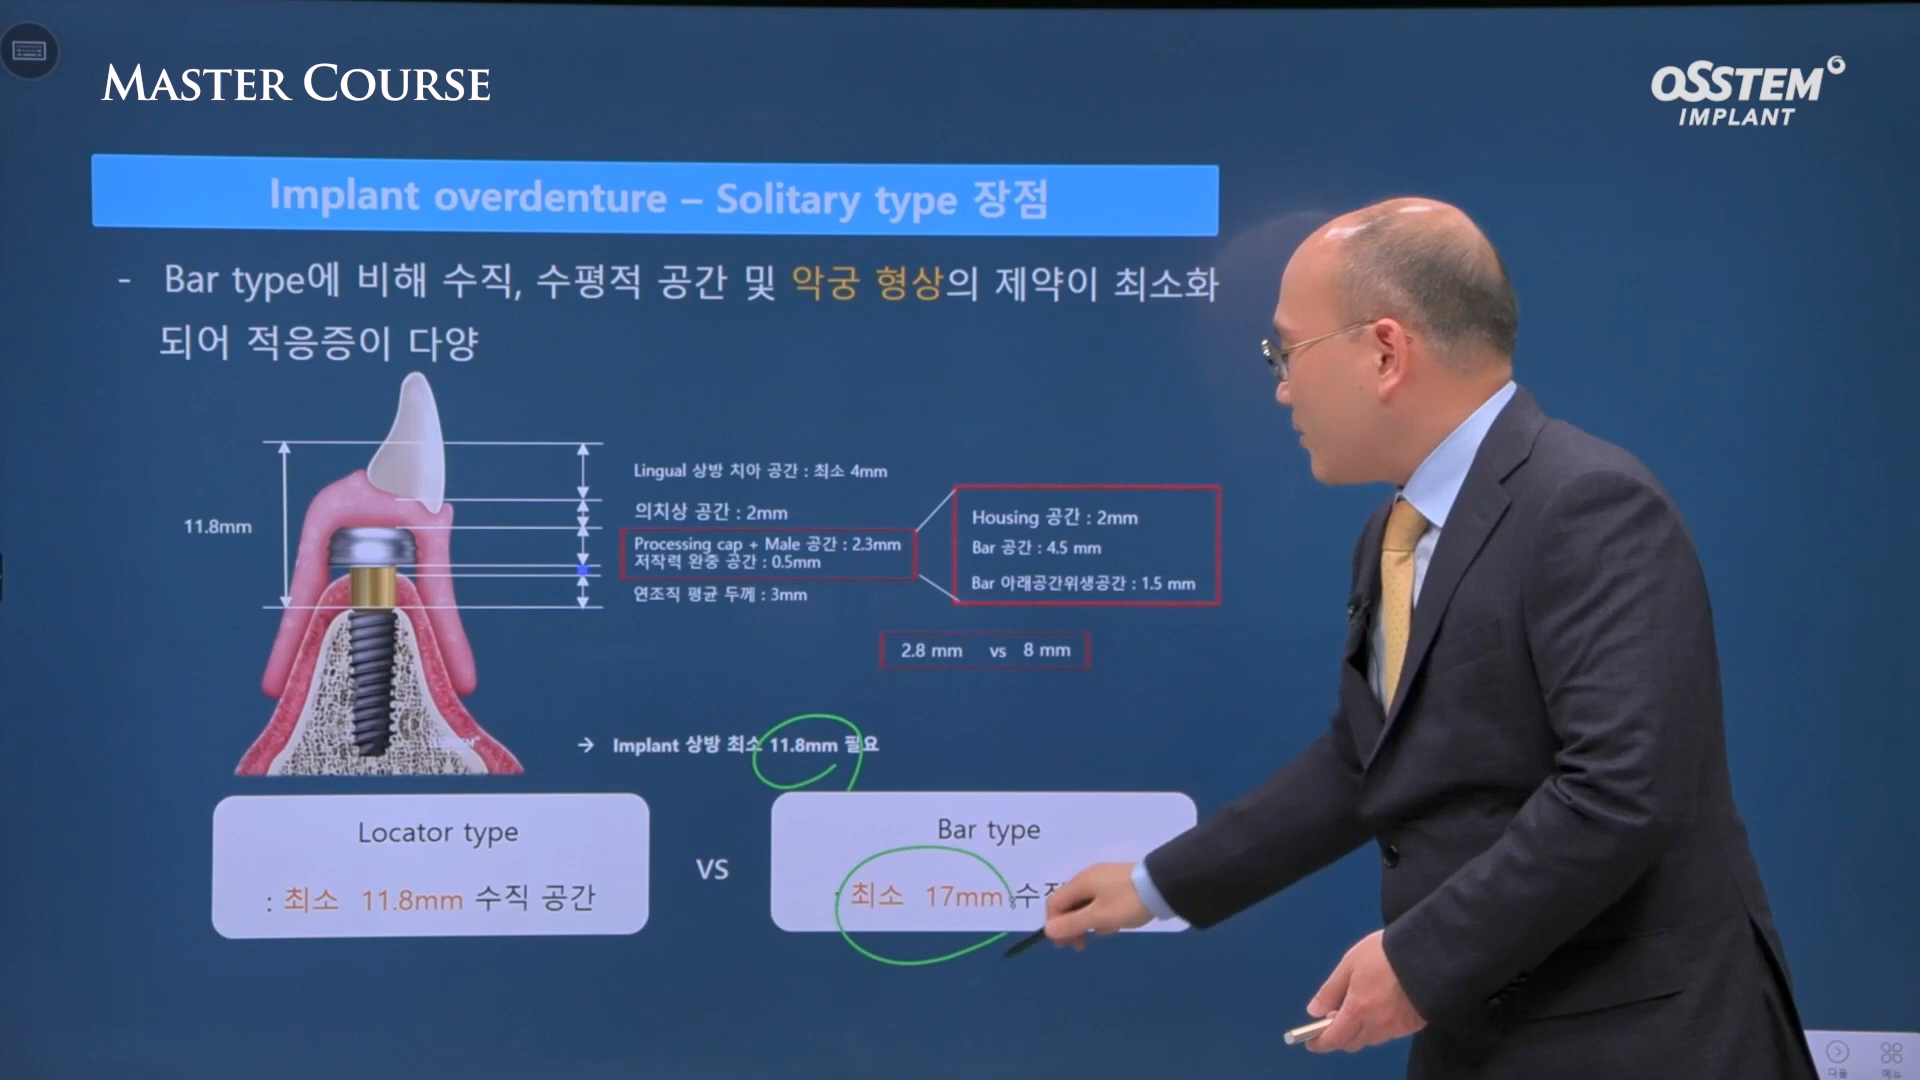 MASTER COURSE
OSSTEM
IMPLANT
Implant overdenture – Solitary type 장점
- Bar type에 비해 수직, 수평적 공간 및 악궁 형상의 제약이 최소화
되어 적응증이 다양
11.8mm
Lingual 상방 치아 공간 : 최소 4mm
의치상 공간 : 2mm
Processing cap + Male 공간 : 2.3mm
저작력 완중 공간 : 0.5mm
연조직 평균 두께 : 3mm
Housing 공간 : 2mm
Bar 공간 : 4.5 mm
Bar 아래공간위생공간 : 1.5 mm
2.8 mm vs 8 mm
→ Implant 상방 최소 11.8mm 필요
Locator type
: 최소 11.8mm 수직 공간
VS
Bar type
: 최소 17mm
다음
메뉴